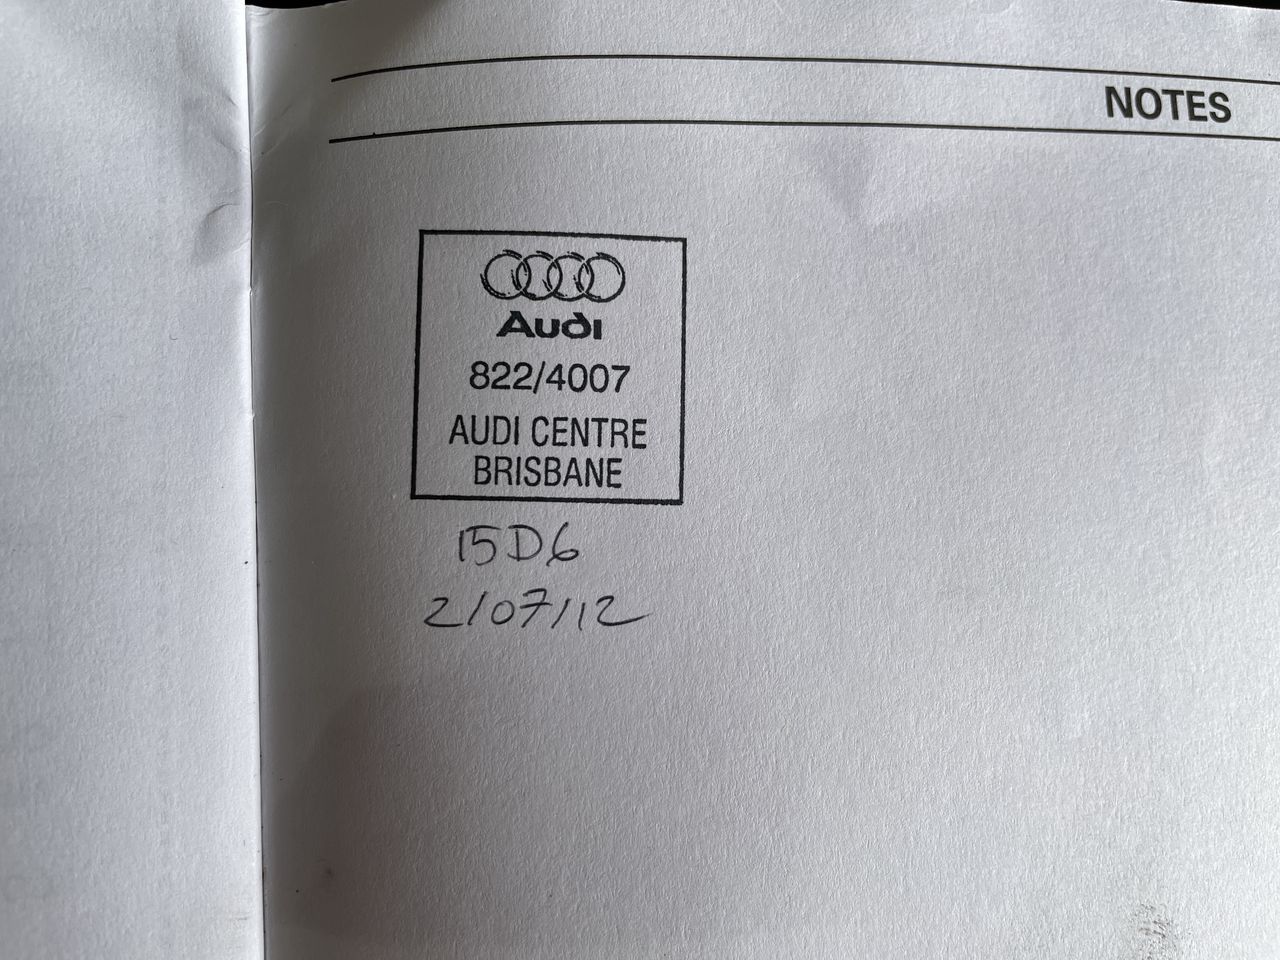 NOTES
Audi
822/4007
AUDI CENTRE
BRISBANE
15D6
2/07/12